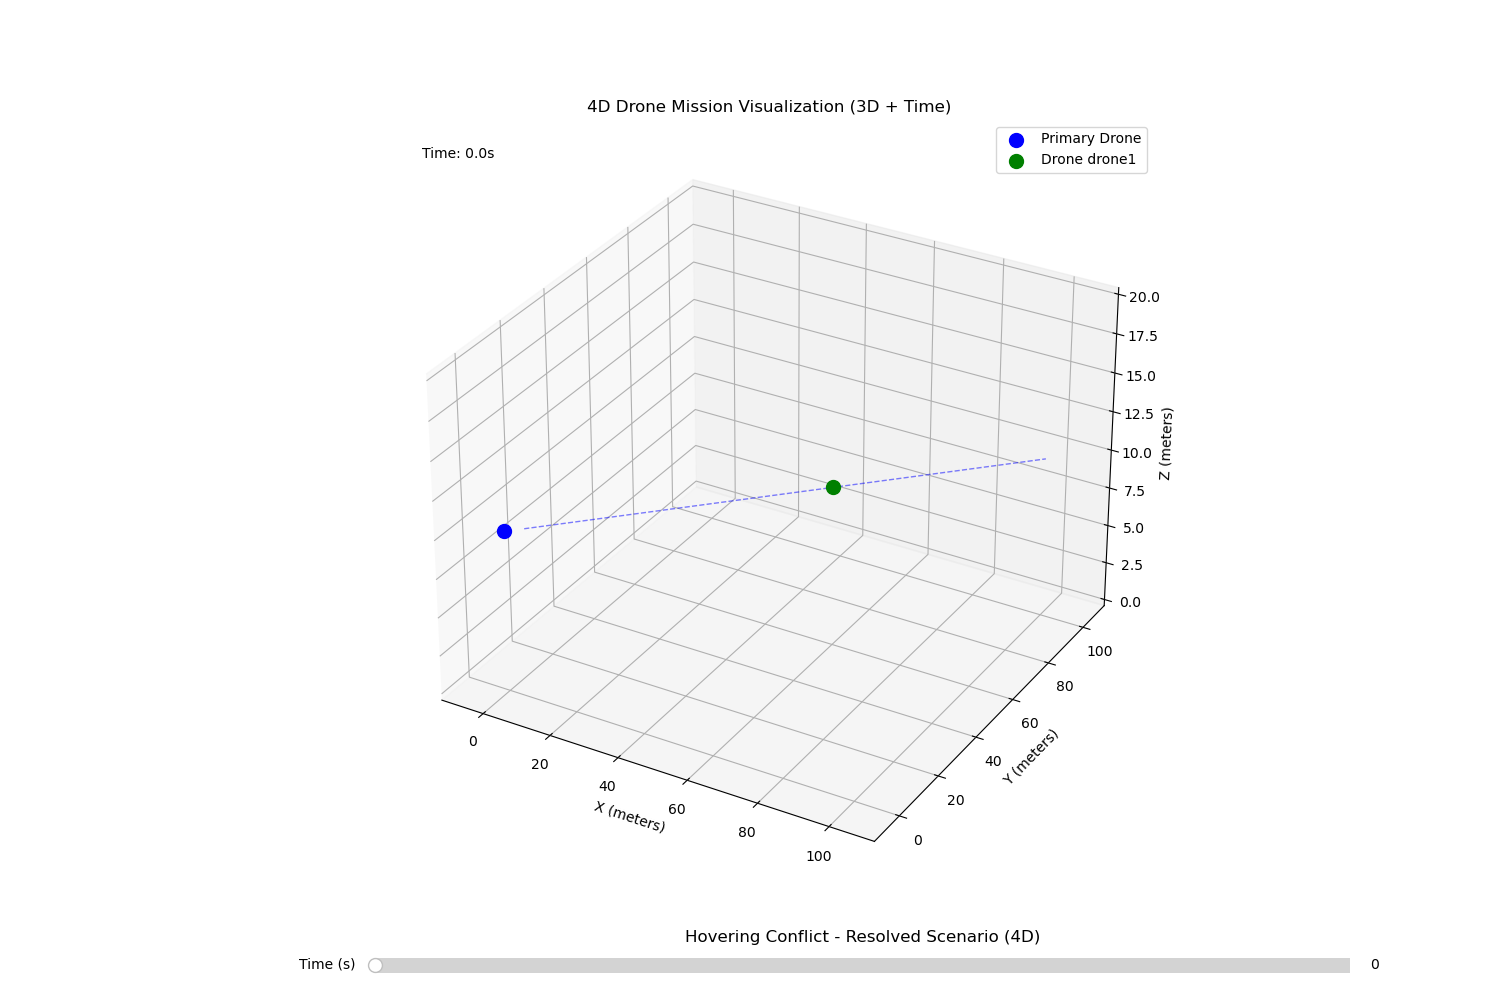 4D Drone Mission Visualization (3D + Time)
Time: 0.0s
Primary Drone
Drone drone1
20.0
17.5
15.0
12.5
10.0
7.5
5.0
2.5
0.0
Z (meters)
100
80
60
40
20
0
Y (meters)
0
20
40
60
80
100
X (meters)
Hovering Conflict - Resolved Scenario (4D)
Time (s)
0